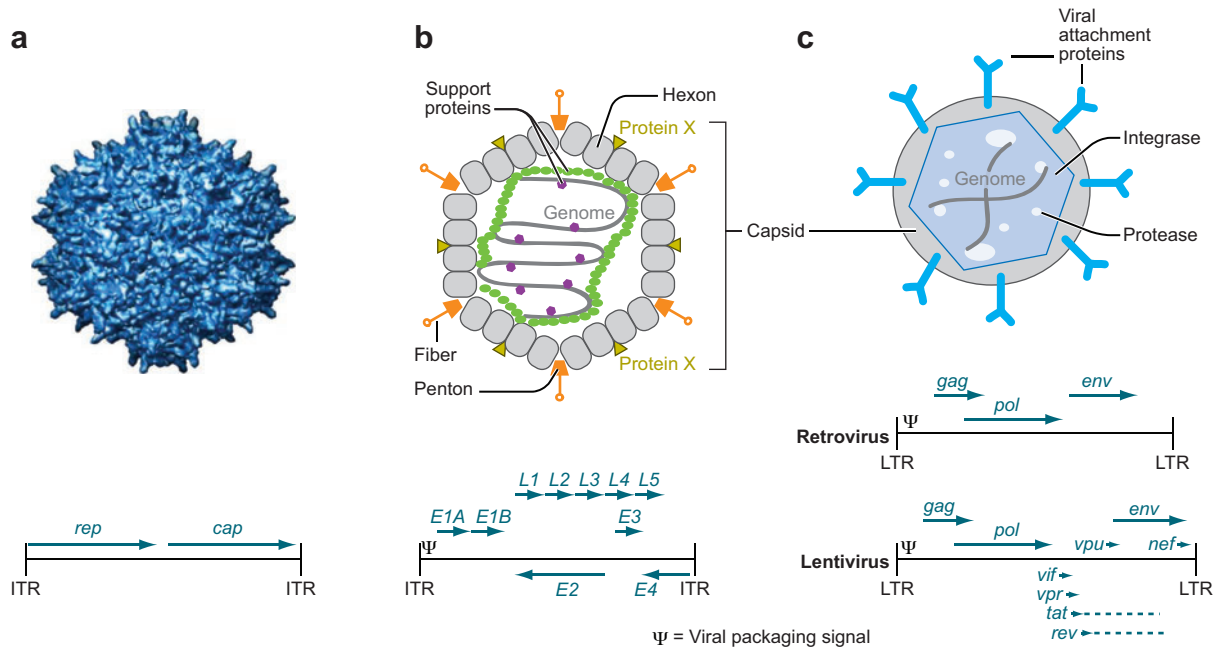 a
rep
cap
ITR
ITR
b
Support
proteins
Hexon
Protein X
Genome
Capsid
Fiber
Protein X
Penton
L1 L2 L3 L4 L5
E1A E1B E3
Ψ
ITR
E2
E4
ITR
c
Viral
attachment
proteins
Integrase
Genome
Protease
gag
env
pol
Ψ
Retrovirus
LTR
LTR
gag
env
pol
vpu
nef
Ψ
Lentivirus
LTR
LTR
vif
vpr
tat
rev
Ψ = Viral packaging signal